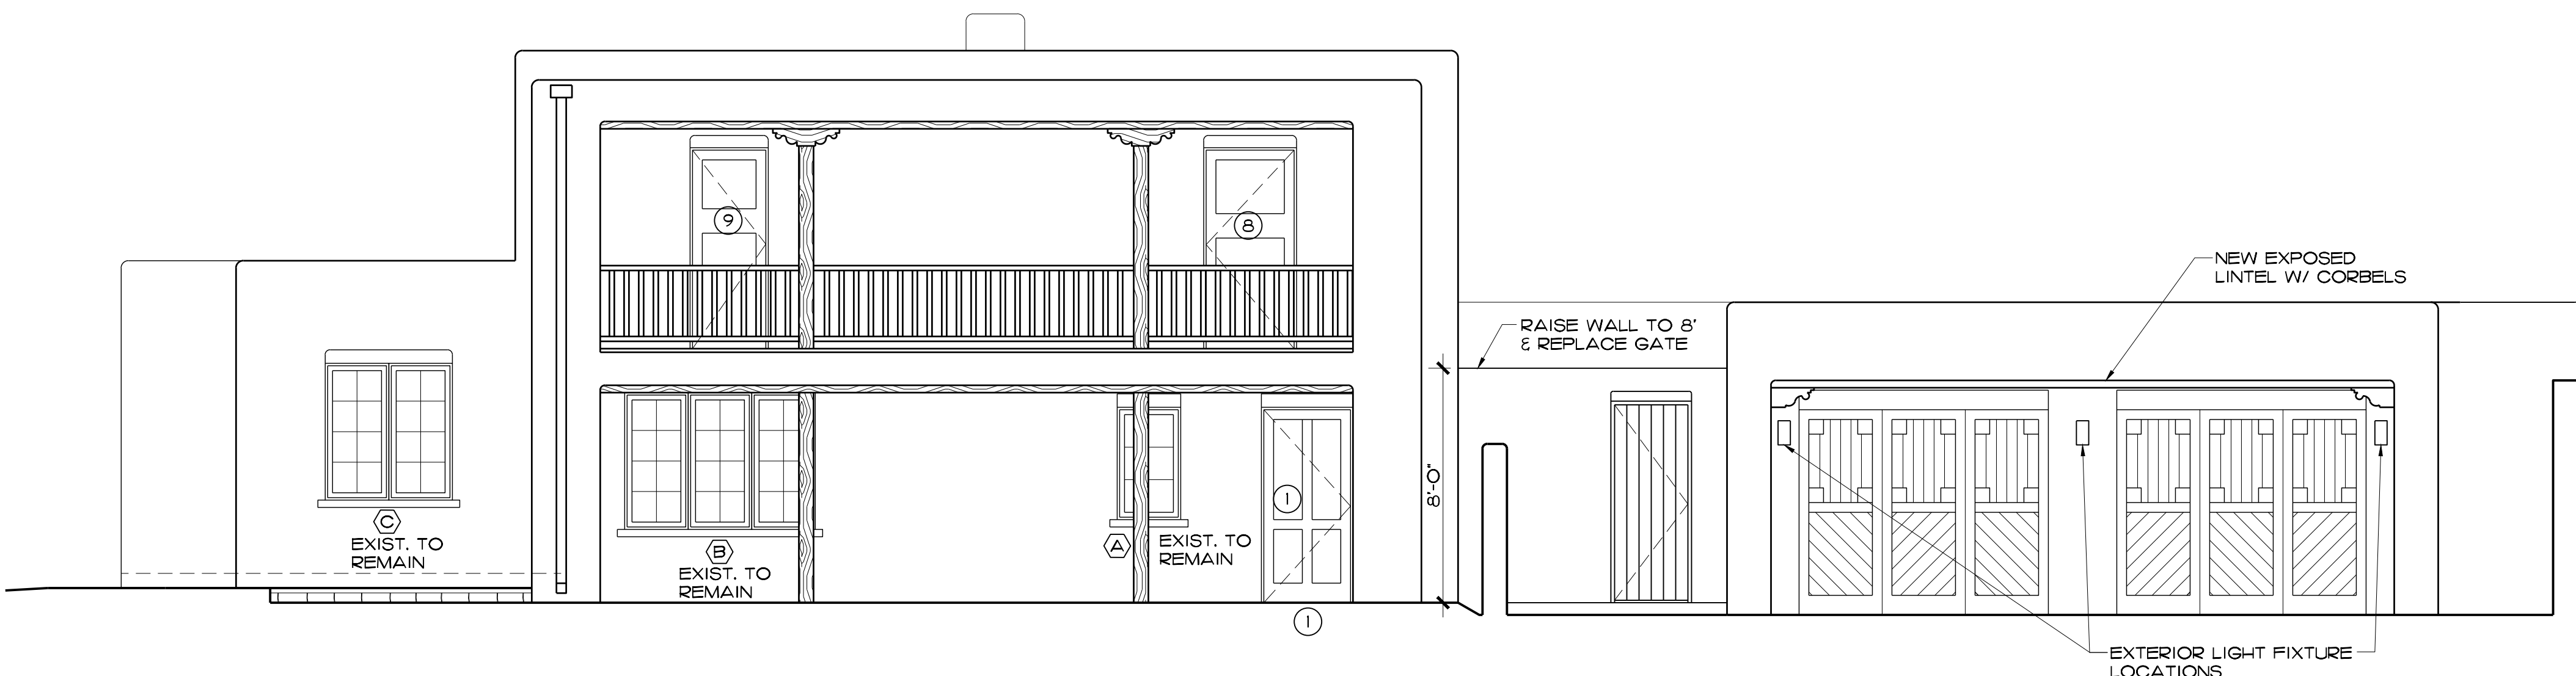 9
8
NEW EXPOSED
LINTEL W/ CORBELS
RAISE WALL TO 8'
& REPLACE GATE
8'-0"
1
C
EXIST. TO
REMAIN
B
EXIST. TO
REMAIN
A
EXIST. TO
REMAIN
1
EXTERIOR LIGHT FIXTURE
LOCATIONS